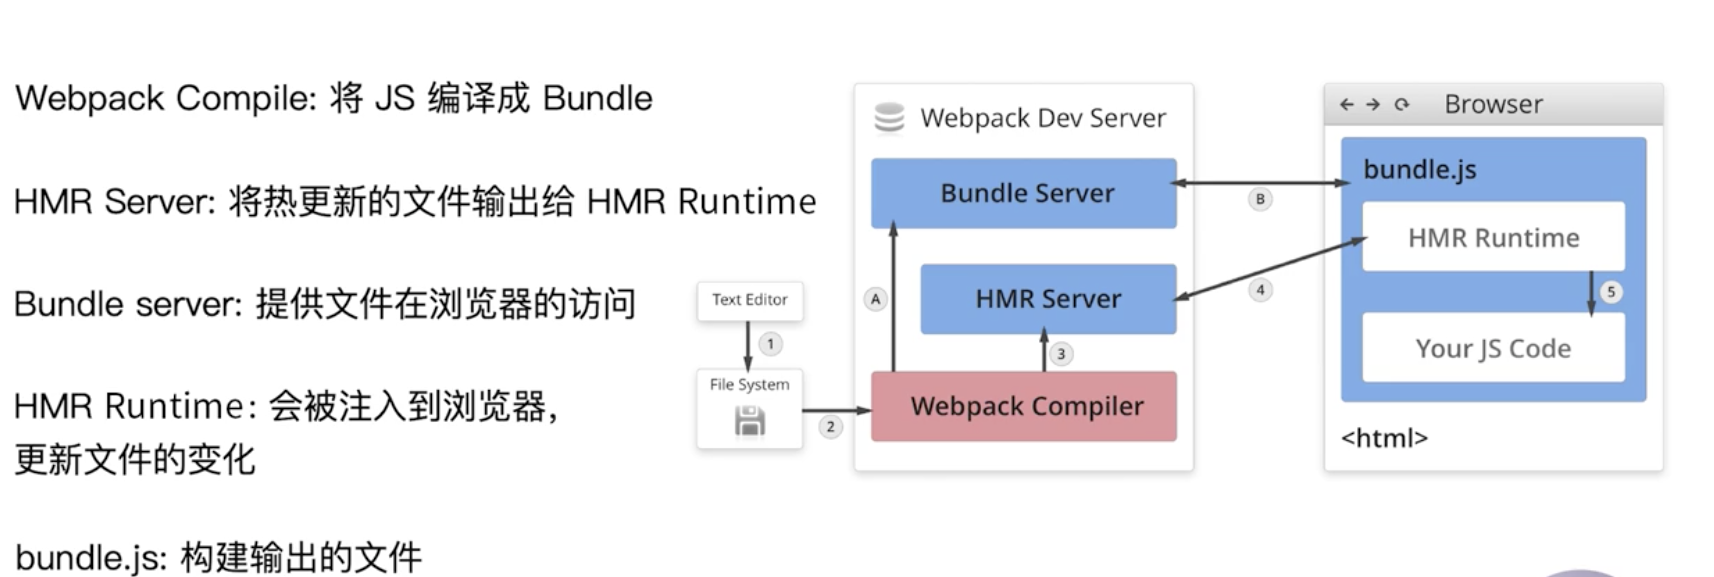 Webpack Compile: 将 JS 编译成 Bundle
HMR Server: 将热更新的文件输出给 HMR Runtime
Bundle server: 提供文件在浏览器的访问
HMR Runtime: 会被注入到浏览器，
更新文件的变化
bundle.js: 构建输出的文件
Text Editor
1
File System
2
Webpack Dev Server
Bundle Server
A
HMR Server
3
Webpack Compiler
B
4
Browser
bundle.js
HMR Runtime
5
Your JS Code
<html>